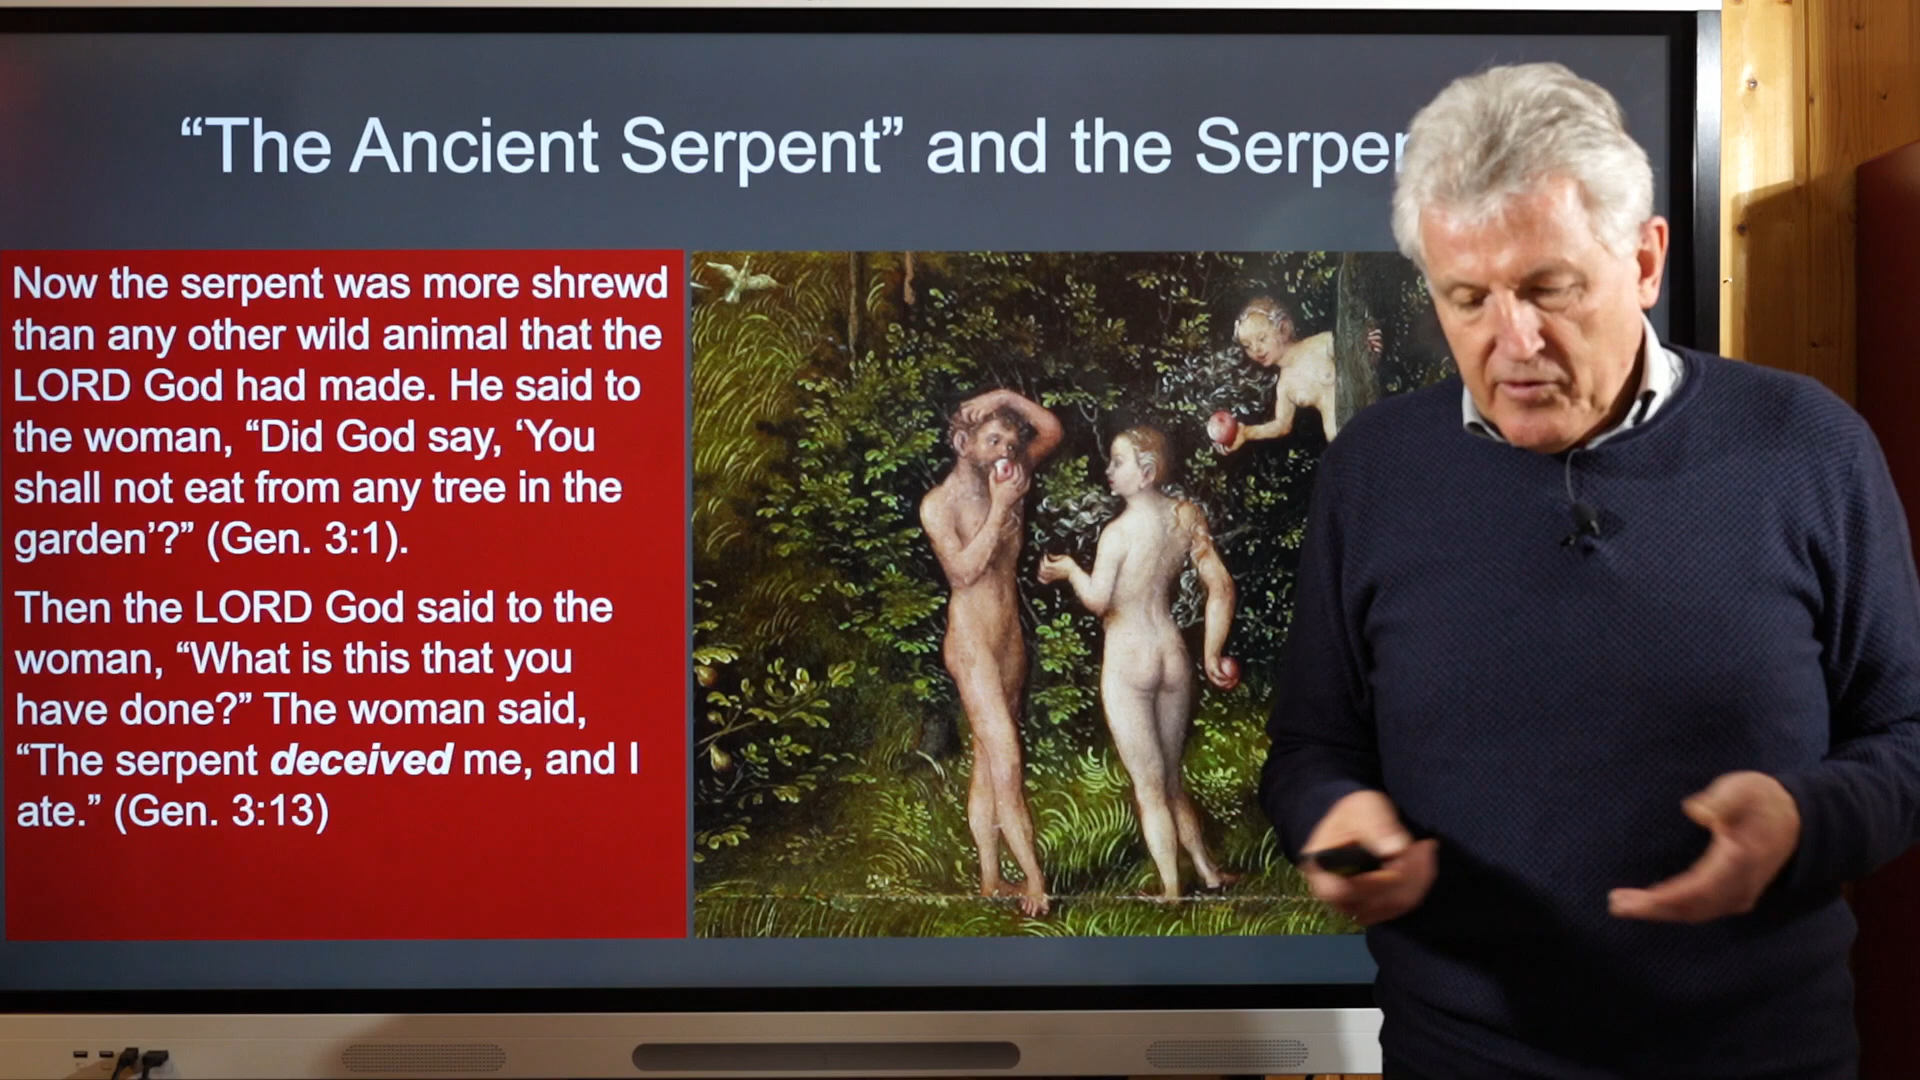 “The Ancient Serpent” and the
Now the serpent was more shrewd
than any other wild animal that the
LORD God had made. He said to
the woman, “Did God say, ‘You
shall not eat from any tree in the
garden’?” (Gen. 3:1).
Then the LORD God said to the
woman, “What is this that you
have done?” The woman said,
“The serpent deceived me, and I
ate.” (Gen. 3:13)